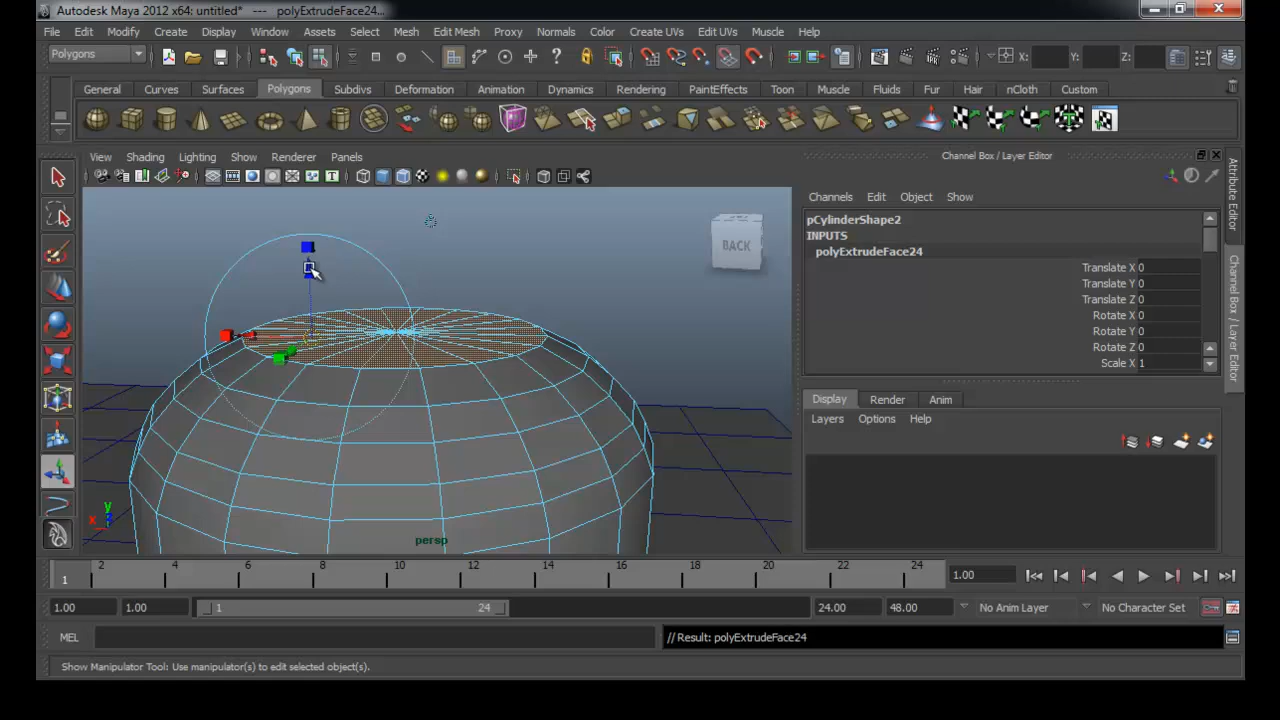 Autodesk Maya 2012 x64: untitled* --- polyExtrudeFace24...
File Edit Modify Create Display Window Assets Select Mesh Edit Mesh Proxy Normals Color Create UVs Edit UVs Muscle Help
Polygons X: Y: Z:
General Curves Surfaces Polygons Subdivs Deformation Animation Dynamics Rendering PaintEffects Toon Muscle Fluids Fur Hair nCloth Custom
View Shading Lighting Show Renderer Panels
Channel Box / Layer Editor
Channels Edit Object Show
pCylinderShape2
INPUTS
polyExtrudeFace24
Translate X 0
Translate Y 0
Translate Z 0
Rotate X 0
Rotate Y 0
Rotate Z 0
Scale X 1
Attribute Editor
Channel Box / Layer Editor
BACK
Display Render Anim
Layers Options Help
y
x
persp
1 2 4 6 8 10 12 14 16 18 20 22 24 1.00
1.00 1.00 1 24 24.00 48.00 No Anim Layer No Character Set
MEL // Result: polyExtrudeFace24
Show Manipulator Tool: Use manipulator(s) to edit selected object(s).